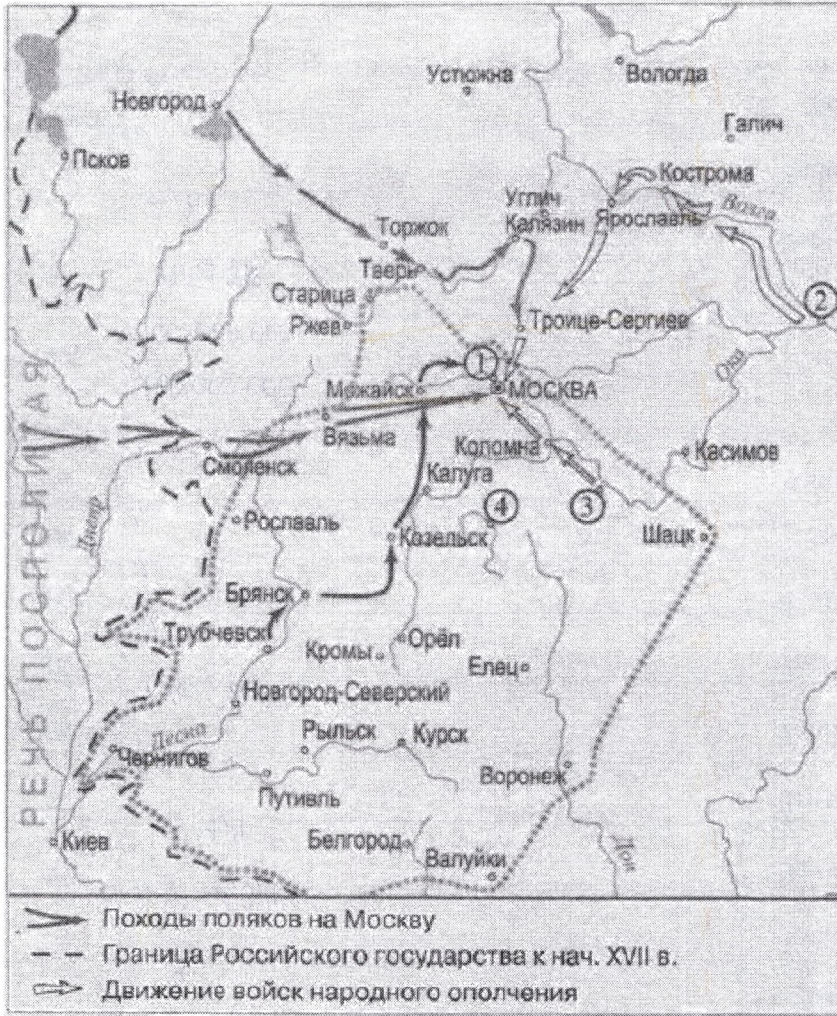 Устюжна
Вологда
Новгород
Галич
Псков
Кострома
Углич
Волга
Калязин
Ярославль
Торжок
Тверь
Старица
②
Ржев
Троице-Сергиев
①
Ока
Можайск
МОСКВА
Вязьма
Коломна
Касимов
Смоленск
Калуга
③
Днепр
④
Рославль
Козельск
Шацк
РЕЧЬ ПОСПОЛИТАЯ
Брянск
Трубчевск
Орёл
Кромы
Елец
Новгород-Северский
Десна
Рыльск
Курск
Чернигов
Воронеж
Путивль
Киев
Белгород
Дон
Валуйки
Походы поляков на Москву
Граница Российского государства к нач. XVII в.
Движение войск народного ополчения